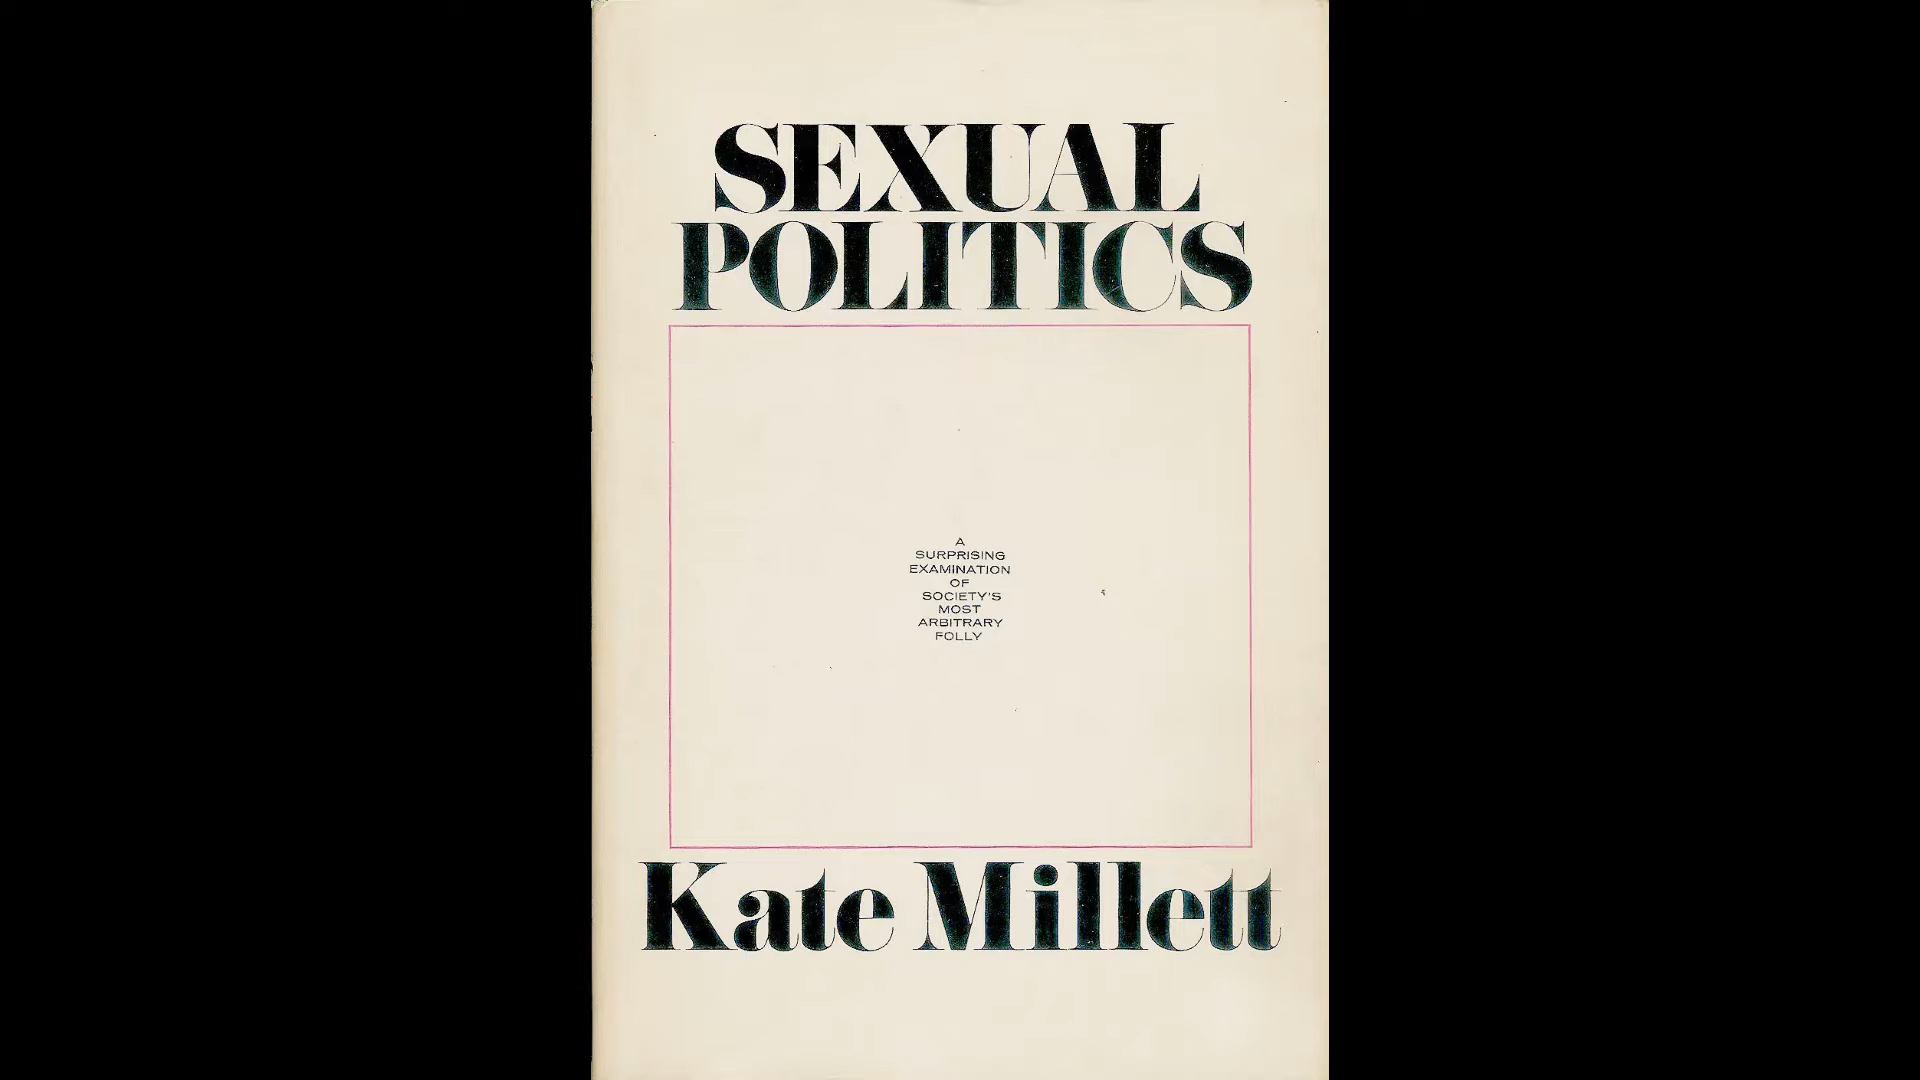 SEXUAL
POLITICS
A
SURPRISING
EXAMINATION
OF
SOCIETY'S
MOST
ARBITRARY
FOLLY
Kate Millett